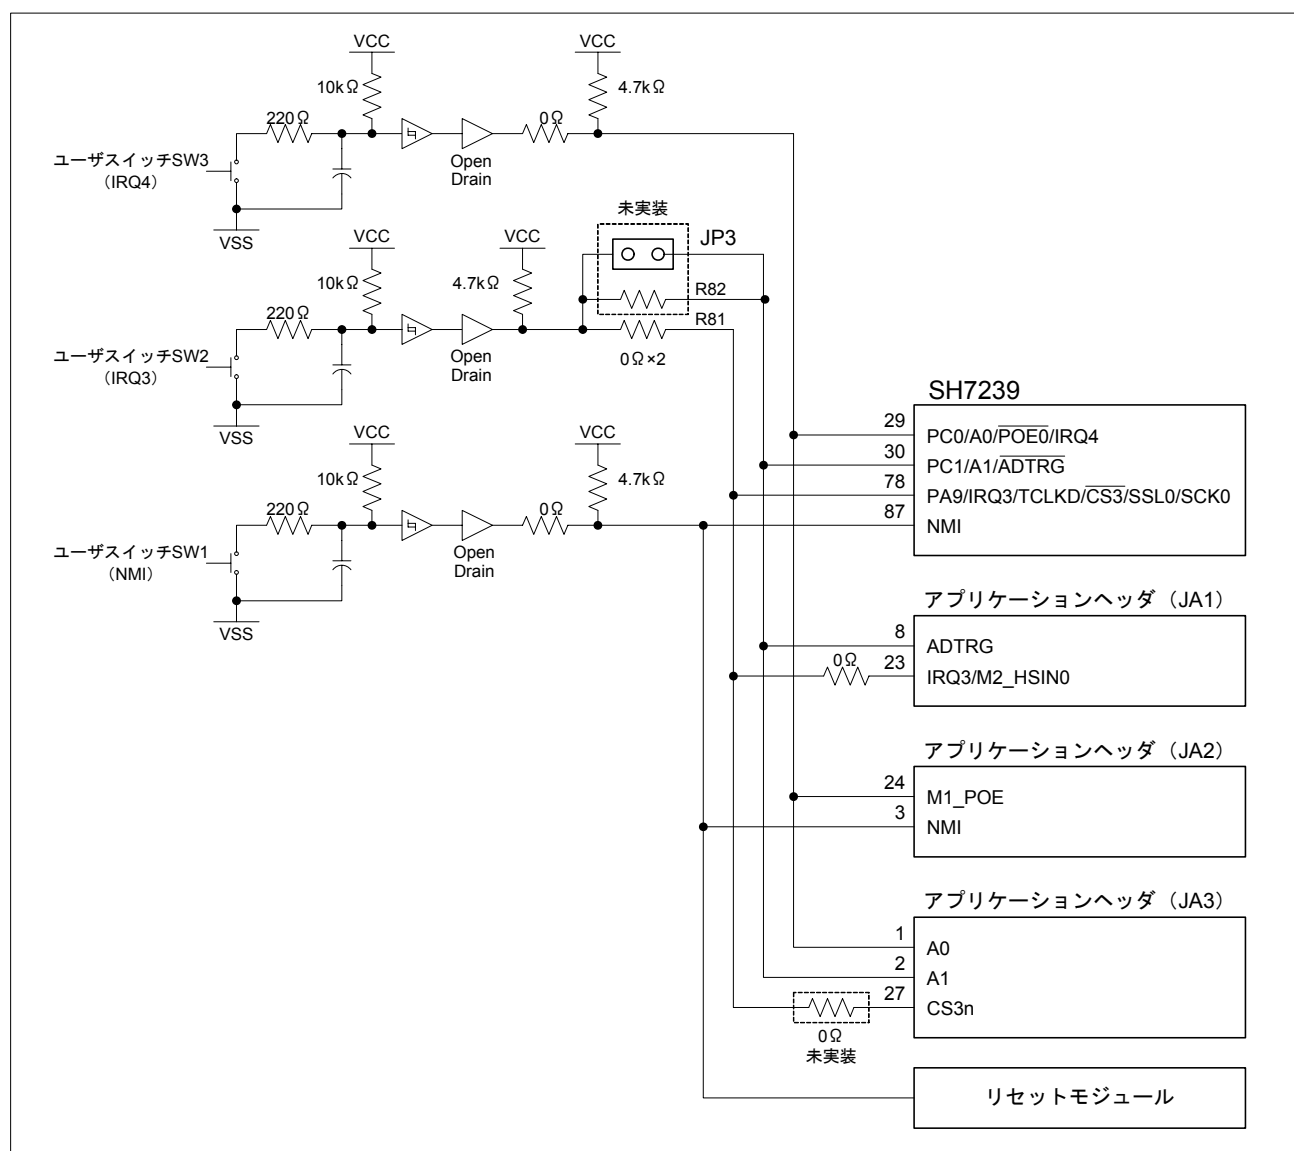 VCC
VCC
10kΩ
4.7kΩ
220Ω
0Ω
ユーザスイッチSW3
（IRQ4）
Open
Drain
VSS
未実装
JP3
VCC
VCC
10kΩ
4.7kΩ
R82
220Ω
R81
ユーザスイッチSW2
（IRQ3）
Open
Drain
0Ω×2
VSS
VCC
VCC
10kΩ
4.7kΩ
220Ω
0Ω
ユーザスイッチSW1
（NMI）
Open
Drain
VSS
SH7239
29 PC0/A0/POE0/IRQ4
30 PC1/A1/ADTRG
78 PA9/IRQ3/TCLKD/CS3/SSL0/SCK0
87 NMI
アプリケーションヘッダ（JA1）
8 ADTRG
0Ω
23 IRQ3/M2_HSIN0
アプリケーションヘッダ（JA2）
24 M1_POE
3 NMI
アプリケーションヘッダ（JA3）
1 A0
2 A1
27 CS3n
0Ω
未実装
リセットモジュール